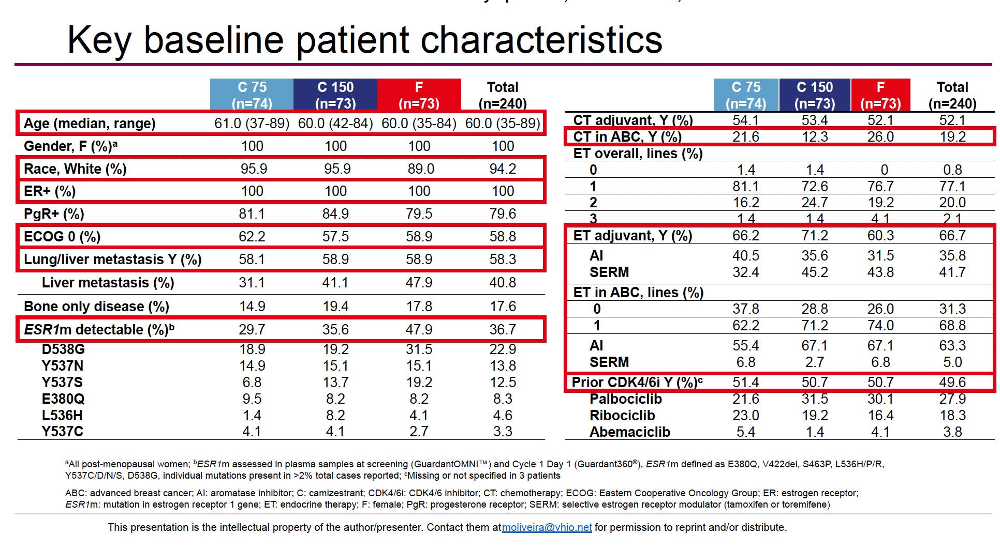 Key baseline patient characteristics
C 75 C 150 F Total
(n=74) (n=73) (n=73) (n=240)
Age (median, range) 61.0 (37-89) 60.0 (42-84) 60.0 (35-84) 60.0 (35-89)
Gender, F (%)a 100 100 100 100
Race, White (%) 95.9 95.9 89.0 94.2
ER+ (%) 100 100 100 100
PgR+ (%) 81.1 84.9 79.5 79.6
ECOG 0 (%) 62.2 57.5 58.9 58.8
Lung/liver metastasis Y (%) 58.1 58.9 58.9 58.3
Liver metastasis (%) 31.1 41.1 47.9 40.8
Bone only disease (%) 14.9 19.4 17.8 17.6
ESR1m detectable (%)b 29.7 35.6 47.9 36.7
D538G 18.9 19.2 31.5 22.9
Y537N 14.9 15.1 15.1 13.8
Y537S 6.8 13.7 19.2 12.5
E380Q 9.5 8.2 8.2 8.3
L536H 1.4 8.2 4.1 4.6
Y537C 4.1 4.1 2.7 3.3
C 75 C 150 F Total
(n=74) (n=73) (n=73) (n=240)
CT adjuvant, Y (%) 54.1 53.4 52.1 52.1
CT in ABC, Y (%) 21.6 12.3 26.0 19.2
ET overall, lines (%)
0 1.4 1.4 0 0.8
1 81.1 72.6 76.7 77.1
2 16.2 24.7 19.2 20.0
3 1.4 1.4 4.1 2.1
ET adjuvant, Y (%) 66.2 71.2 60.3 66.7
AI 40.5 35.6 31.5 35.8
SERM 32.4 45.2 43.8 41.7
ET in ABC, lines (%)
0 37.8 28.8 26.0 31.3
1 62.2 71.2 74.0 68.8
AI 55.4 67.1 67.1 63.3
SERM 6.8 2.7 6.8 5.0
Prior CDK4/6i Y (%)c 51.4 50.7 50.7 49.6
Palbociclib 21.6 31.5 30.1 27.9
Ribociclib 23.0 19.2 16.4 18.3
Abemaciclib 5.4 1.4 4.1 3.8
aAll post-menopausal women; bESR1m assessed in plasma samples at screening (GuardantOMNI™) and Cycle 1 Day 1 (Guardant360®), ESR1m defined as E380Q, V422del, S463P, L536H/P/R,
Y537C/D/N/S, D538G, individual mutations present in >2% total cases reported; cMissing or not specified in 3 patients
ABC: advanced breast cancer; AI: aromatase inhibitor; C: camizestrant; CDK4/6i: CDK4/6 inhibitor; CT: chemotherapy; ECOG: Eastern Cooperative Oncology Group; ER: estrogen receptor;
ESR1m: mutation in estrogen receptor 1 gene; ET: endocrine therapy; F: female; PgR: progesterone receptor; SERM: selective estrogen receptor modulator (tamoxifen or toremifene)
This presentation is the intellectual property of the author/presenter. Contact them at moliveira@vhio.net for permission to reprint and/or distribute.